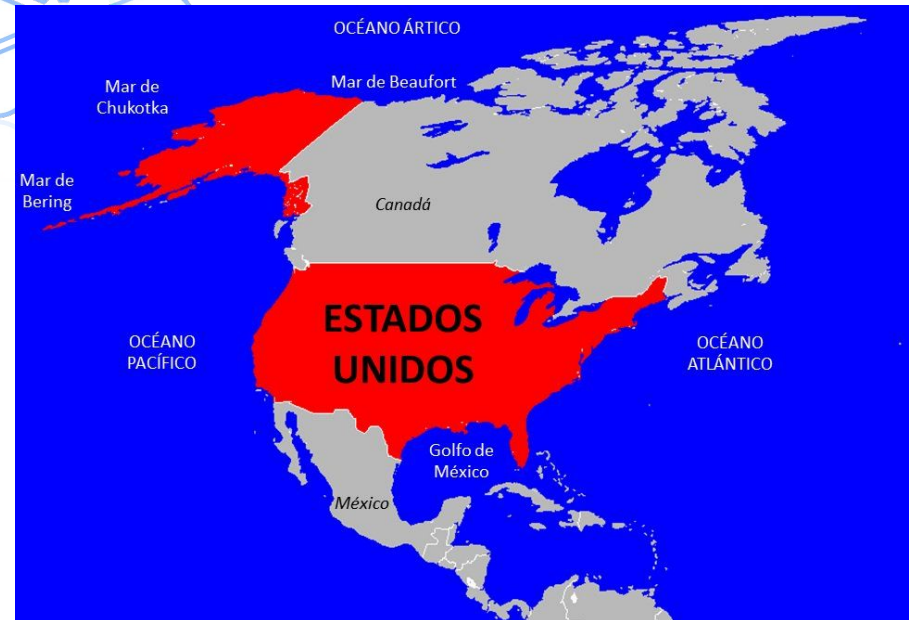 OCÉANO ÁRTICO
Mar de
Chukotka
Mar de Beaufort
Mar de
Bering
Canadá
ESTADOS
UNIDOS
OCÉANO
PACÍFICO
OCÉANO
ATLÁNTICO
Golfo de
México
México